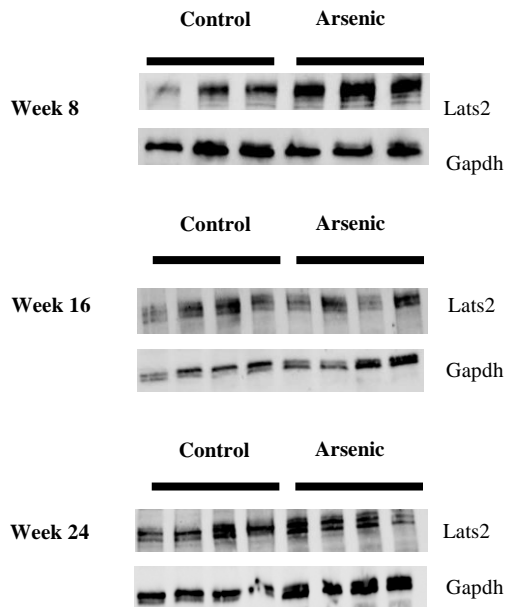 Control Arsenic
Week 8
Lats2
Gapdh
Control Arsenic
Week 16 Lats2
Gapdh
Control Arsenic
Week 24 Lats2
Gapdh